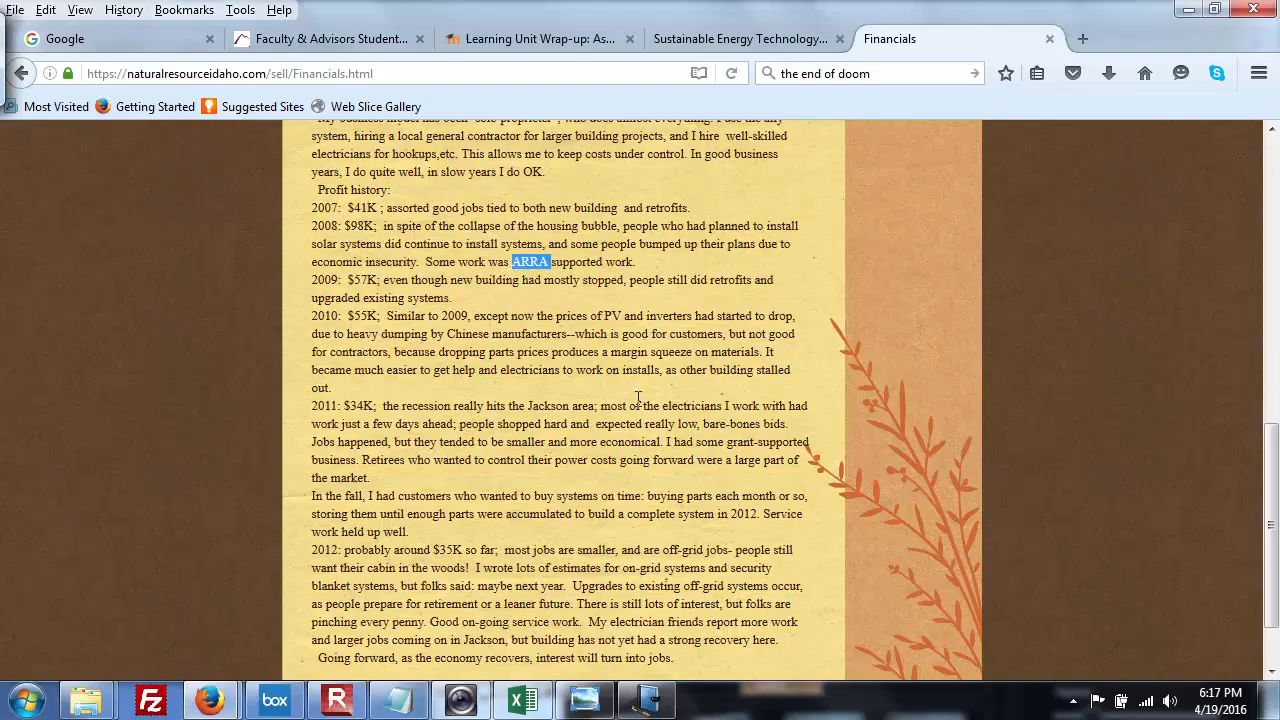 File Edit View History Bookmarks Tools Help
Google
Faculty & Advisors Student...
Learning Unit Wrap-up: As...
Sustainable Energy Technology...
Financials
https://naturalresourceidaho.com/sell/Financials.html
the end of doom
Most Visited Getting Started Suggested Sites Web Slice Gallery
system, hiring a local general contractor for larger building projects, and I hire well-skilled
electricians for hookups,etc. This allows me to keep costs under control. In good business
years, I do quite well, in slow years I do OK.
Profit history:
2007: $41K ; assorted good jobs tied to both new building and retrofits.
2008: $98K; in spite of the collapse of the housing bubble, people who had planned to install
solar systems did continue to install systems, and some people bumped up their plans due to
economic insecurity. Some work was ARRA supported work.
2009: $57K; even though new building had mostly stopped, people still did retrofits and
upgraded existing systems.
2010: $55K; Similar to 2009, except now the prices of PV and inverters had started to drop,
due to heavy dumping by Chinese manufacturers--which is good for customers, but not good
for contractors, because dropping parts prices produces a margin squeeze on materials. It
became much easier to get help and electricians to work on installs, as other building stalled
out.
2011: $34K; the recession really hits the Jackson area; most of the electricians I work with had
work just a few days ahead; people shopped hard and expected really low, bare-bones bids.
Jobs happened, but they tended to be smaller and more economical. I had some grant-supported
business. Retirees who wanted to control their power costs going forward were a large part of
the market.
In the fall, I had customers who wanted to buy systems on time: buying parts each month or so,
storing them until enough parts were accumulated to build a complete system in 2012. Service
work held up well.
2012: probably around $35K so far; most jobs are smaller, and are off-grid jobs- people still
want their cabin in the woods! I wrote lots of estimates for on-grid systems and security
blanket systems, but folks said: maybe next year. Upgrades to existing off-grid systems occur,
as people prepare for retirement or a leaner future. There is still lots of interest, but folks are
pinching every penny. Good on-going service work. My electrician friends report more work
and larger jobs coming on in Jackson, but building has not yet had a strong recovery here.
Going forward, as the economy recovers, interest will turn into jobs.
Fz
box
R
6:17 PM
4/19/2016